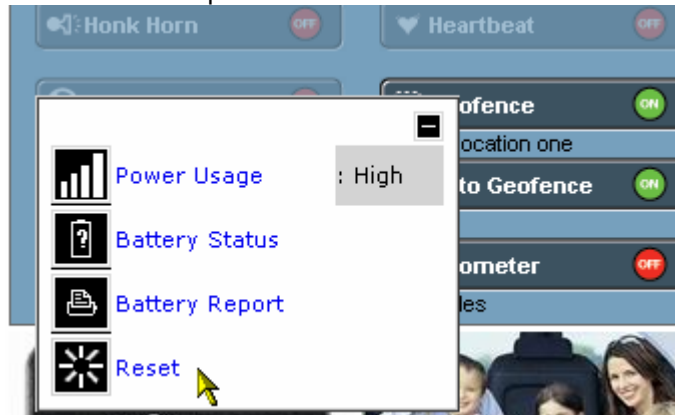 Honk Horn OFF
Heartbeat OFF
ofence ON
ocation one
Power Usage : High
to Geofence ON
Battery Status
ometer OFF
Battery Report
les
Reset